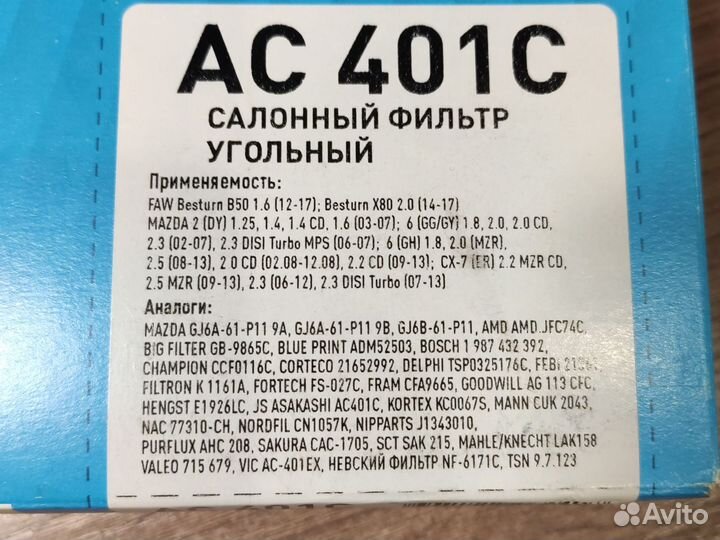 AC 401C
САЛОННЫЙ ФИЛЬТР
УГОЛЬНЫЙ
Применяемость:
FAW Besturn B50 1.6 (12-17); Besturn X80 2.0 (14-17)
MAZDA 2 (DY) 1.25, 1.4, 1.4 CD, 1.6 (03-07); 6 (GG/GY) 1.8, 2.0, 2.0 CD,
2.3 (02-07), 2.3 DISI Turbo MPS (06-07); 6 (GH) 1.8, 2.0 (MZR),
2.5 (08-13), 2 0 CD (02.08-12.08), 2.2 CD (09-13); CX-7 (ER) 2.2 MZR CD,
2.5 MZR (09-13), 2.3 (06-12), 2.3 DISI Turbo (07-13)
Аналоги:
MAZDA GJ6A-61-P11 9A, GJ6A-61-P11 9B, GJ6B-61-P11, AMD AMD.JFC74C,
BIG FILTER GB-9865C, BLUE PRINT ADM52503, BOSCH 1 987 432 392,
CHAMPION CCF0116C, CORTECO 21652992, DELPHI TSP0325176C, FEBI
FILTRON K 1161A, FORTECH FS-027C, FRAM CFA9665, GOODWILL AG 113 CFC,
HENGST E1926LC, JS ASAKASHI AC401C, KORTEX KC0067S, MANN CUK 2043,
NAC 77310-CH, NORDFIL CN1057K, NIPPARTS J1343010,
PURFLUX AHC 208, SAKURA CAC-1705, SCT SAK 215, MAHLE/KNECHT LAK158
VALEO 715 679, VIC AC-401EX, НЕВСКИЙ ФИЛЬТР NF-6171C, TSN 9.7.123
Avito